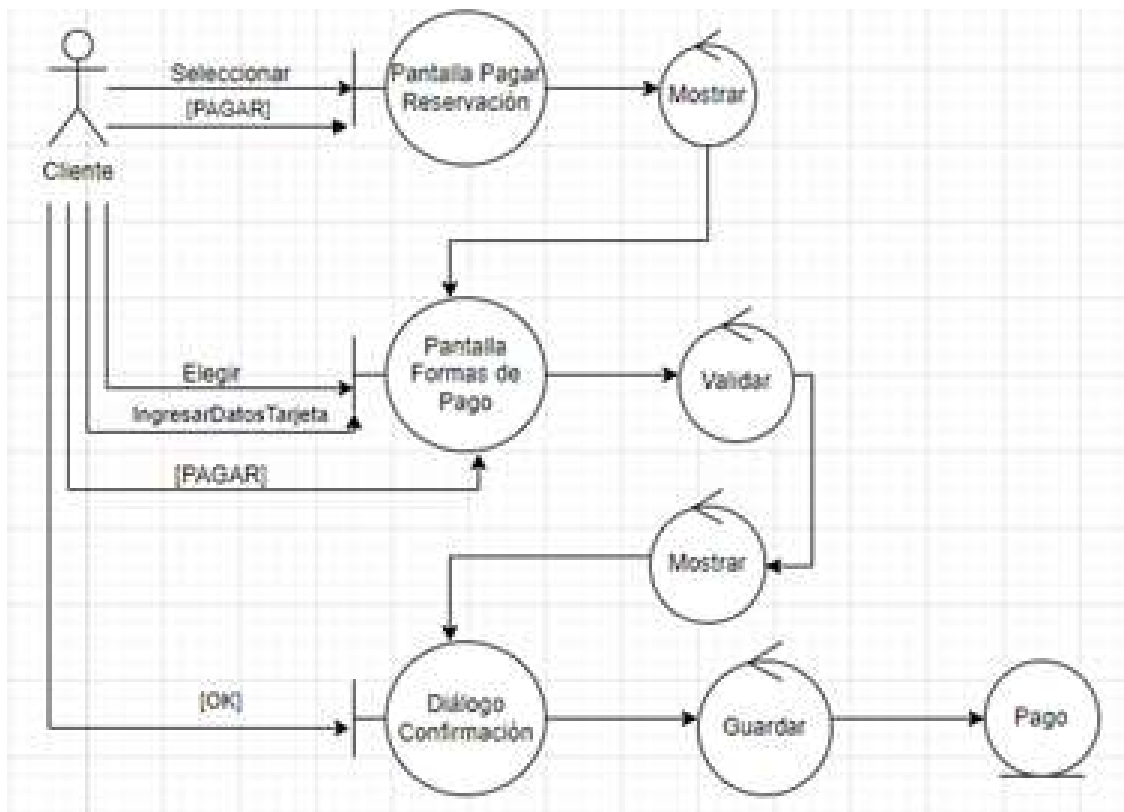 Seleccionar
[PAGAR]
Cliente
Pantalla Pagar
Reservación
Mostrar
Elegir
IngresarDatosTarjeta
[PAGAR]
Pantalla
Formas de
Pago
Validar
Mostrar
[OK]
Diálogo
Confirmación
Guardar
Pago